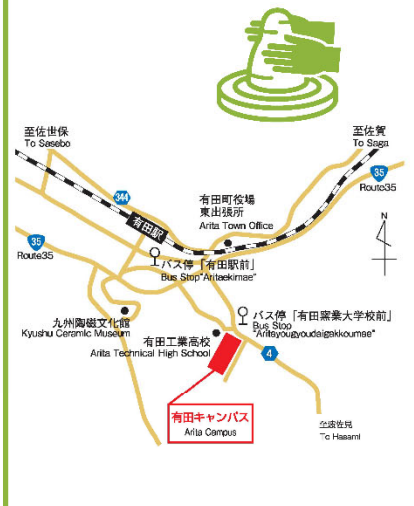 至佐世保
To Sasebo
至佐賀
To Saga
344
35
Route35
有田町役場
東出張所
Arita Town Office
有田駅
N
35
Route35
バス停「有田駅前」
Bus Stop"Aritaekimae"
バス停「有田窯業大学校前」
Bus Stop
"Aritayougyoudaigakkoumae"
九州陶磁文化館
Kyushu Ceramic Museum
有田工業高校
Arita Technical High School
4
有田キャンパス
Arita Campus
至波佐見
To Hasami